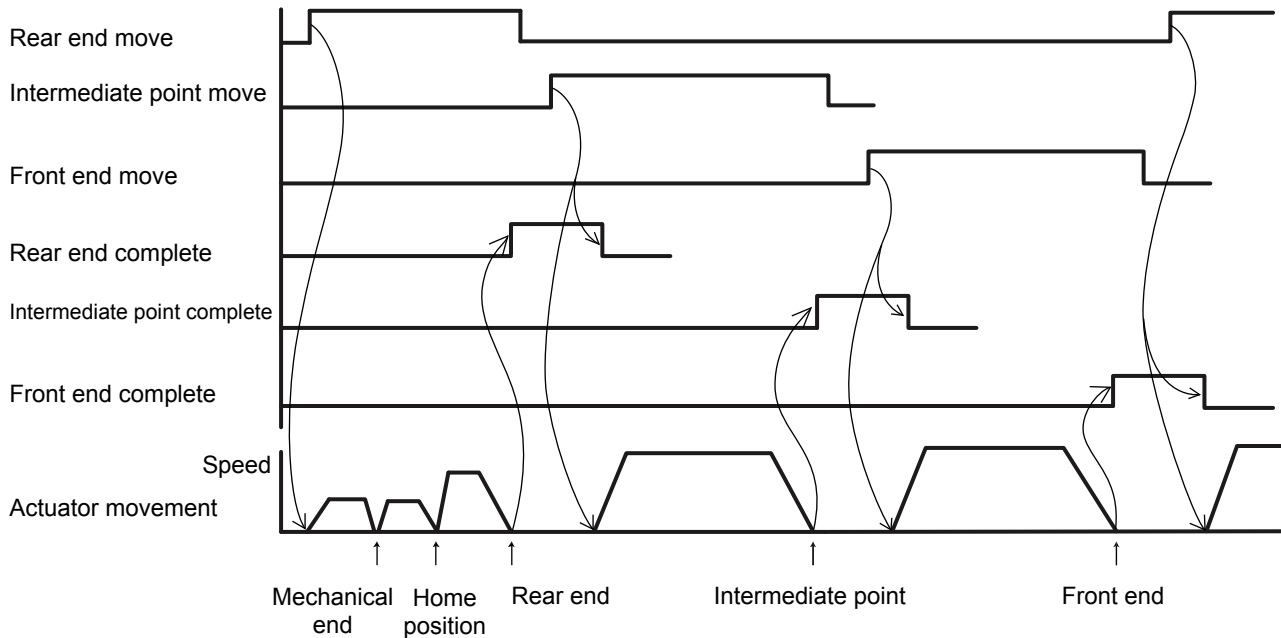 Rear end move
Intermediate point move
Front end move
Rear end complete
Intermediate point complete
Front end complete
Speed
Actuator movement
Mechanical
end
Home
position
Rear end
Intermediate point
Front end